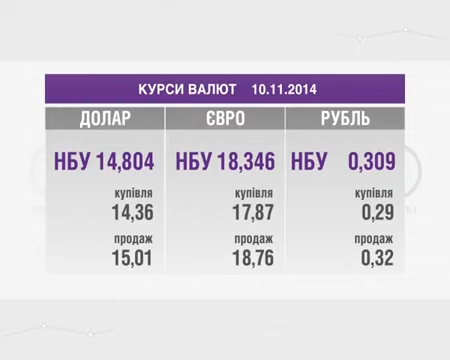 КУРСИ ВАЛЮТ 10.11.2014
ДОЛАР ЄВРО РУБЛЬ
НБУ 14,804 НБУ 18,346 НБУ 0,309
купівля купівля купівля
14,36 17,87 0,29
продаж продаж продаж
15,01 18,76 0,32